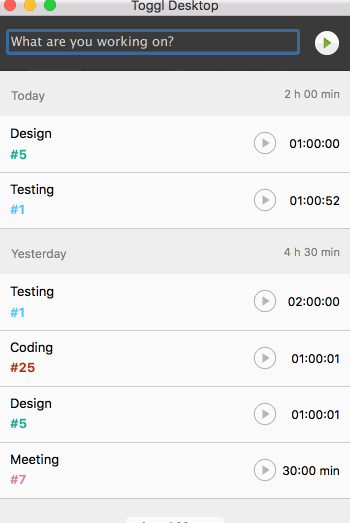 Toggl Desktop
What are you working on?
Today 2 h 00 min
Design
#5 01:00:00
Testing
#1 01:00:52
Yesterday 4 h 30 min
Testing
#1 02:00:00
Coding
#25 01:00:01
Design
#5 01:00:01
Meeting
#7 30:00 min